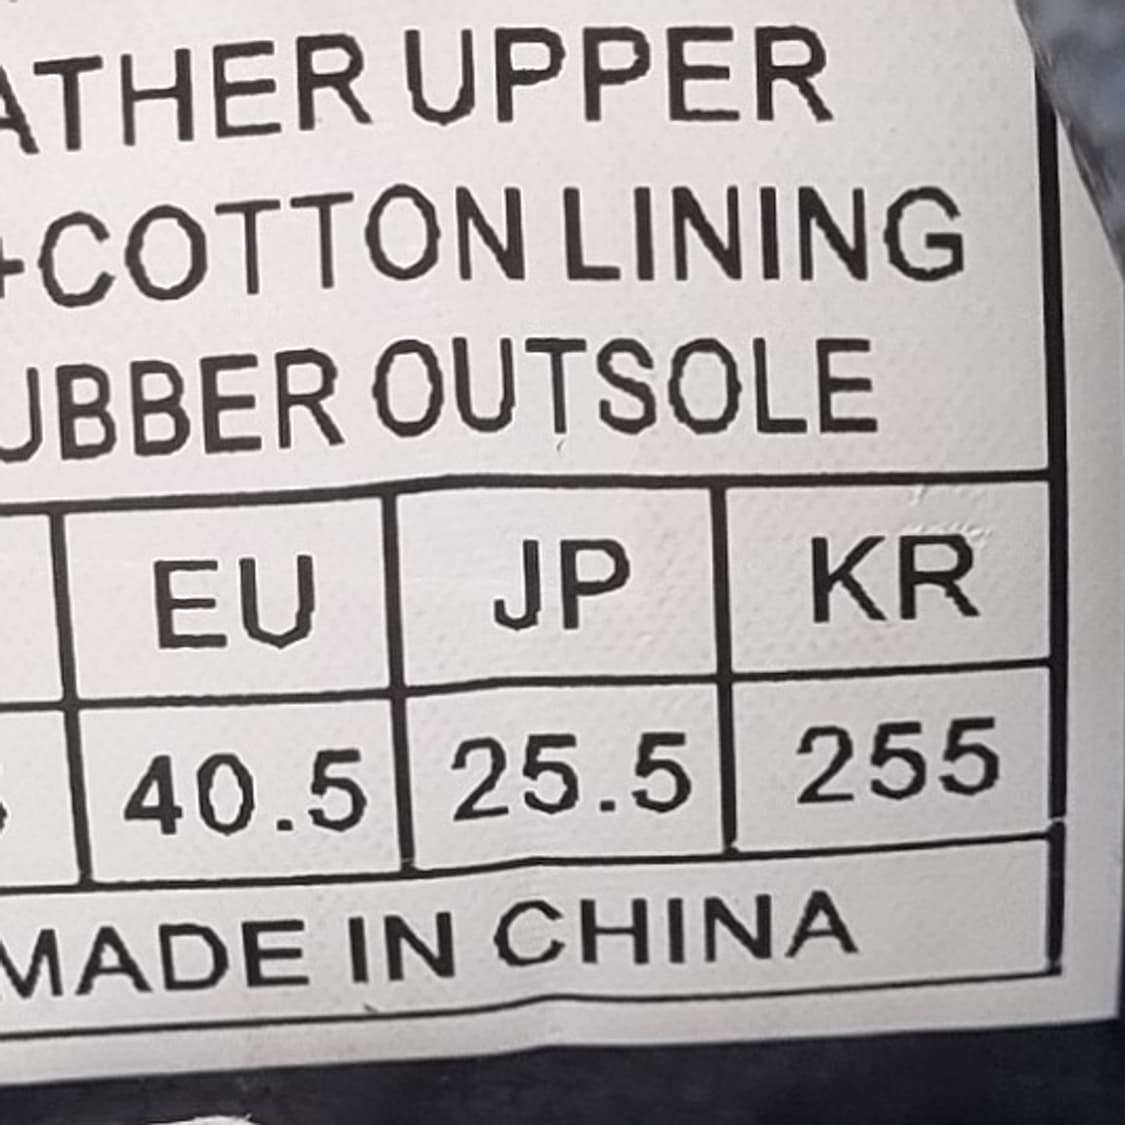 ATHER UPPER
+COTTON LINING
UBBER OUTSOLE
EU JP KR
40.5 25.5 255
MADE IN CHINA